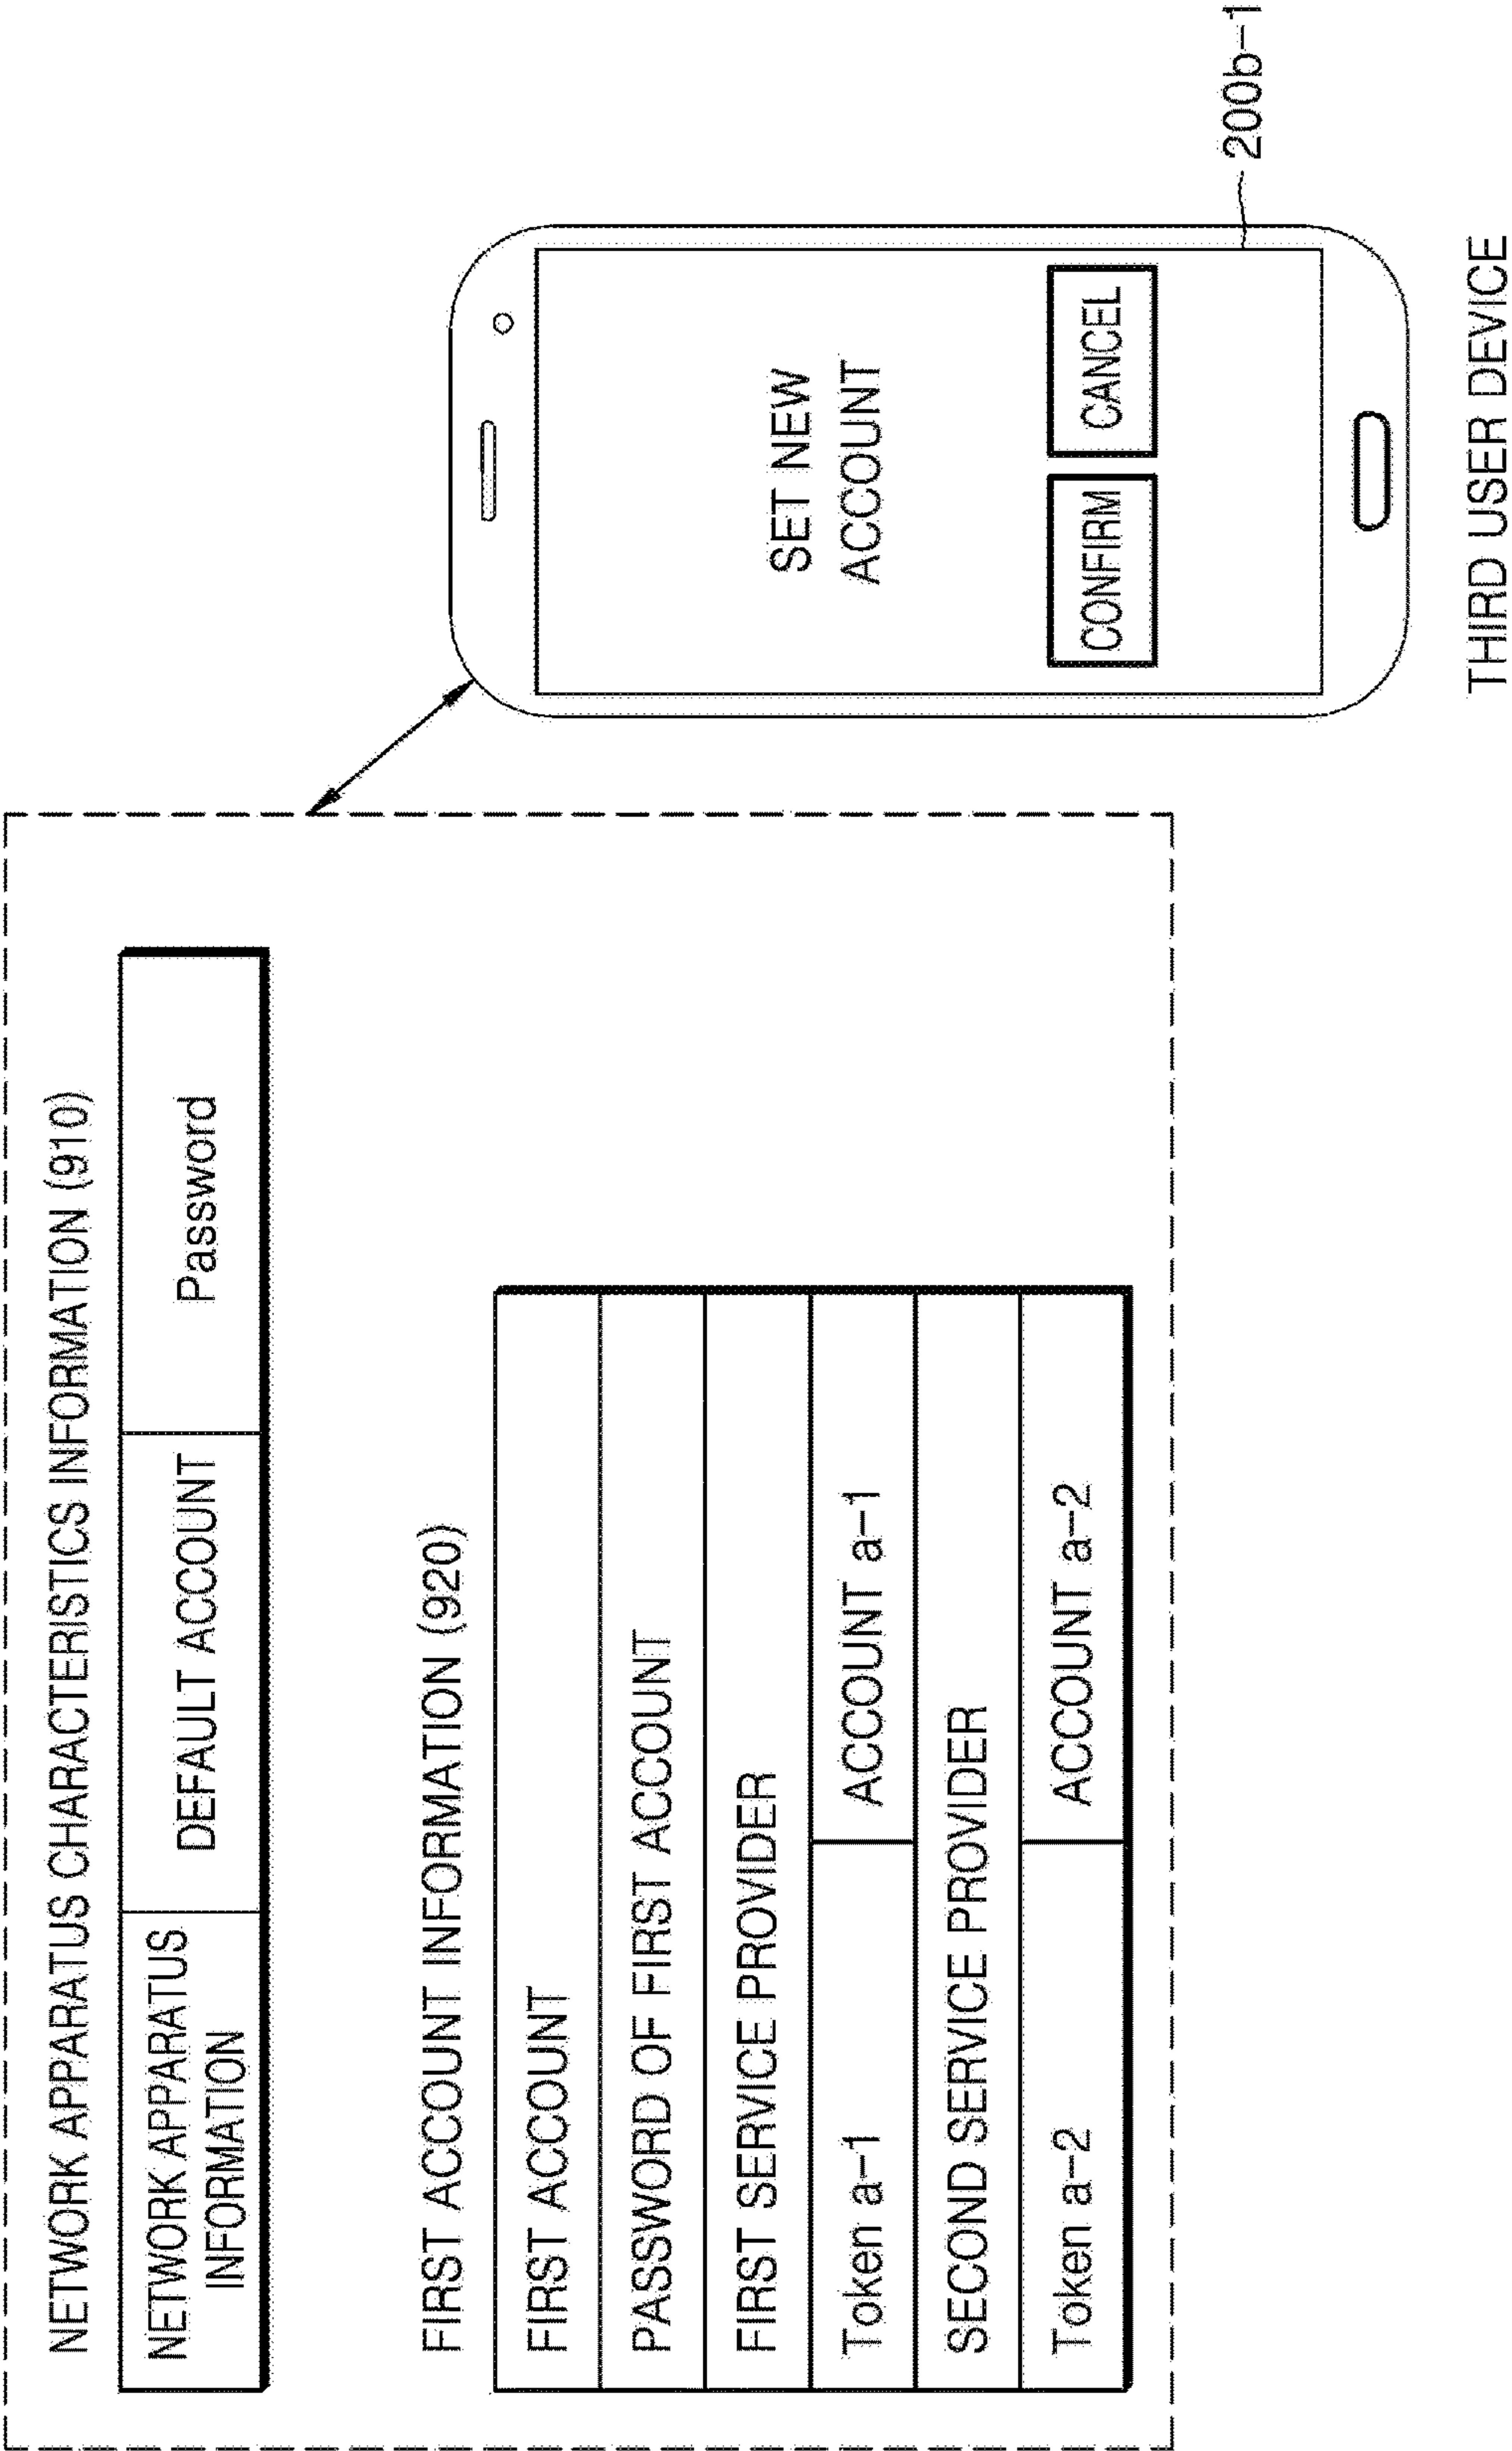 NETWORK APPARATUS CHARACTERISTICS INFORMATION (910)
NETWORK APPARATUS
INFORMATION
DEFAULT ACCOUNT
Password
FIRST ACCOUNT INFORMATION (920)
FIRST ACCOUNT
PASSWORD OF FIRST ACCOUNT
FIRST SERVICE PROVIDER
Token a-1
ACCOUNT a-1
SECOND SERVICE PROVIDER
Token a-2
ACCOUNT a-2
SET NEW
ACCOUNT
CONFIRM
CANCEL
200b-1
THIRD USER DEVICE